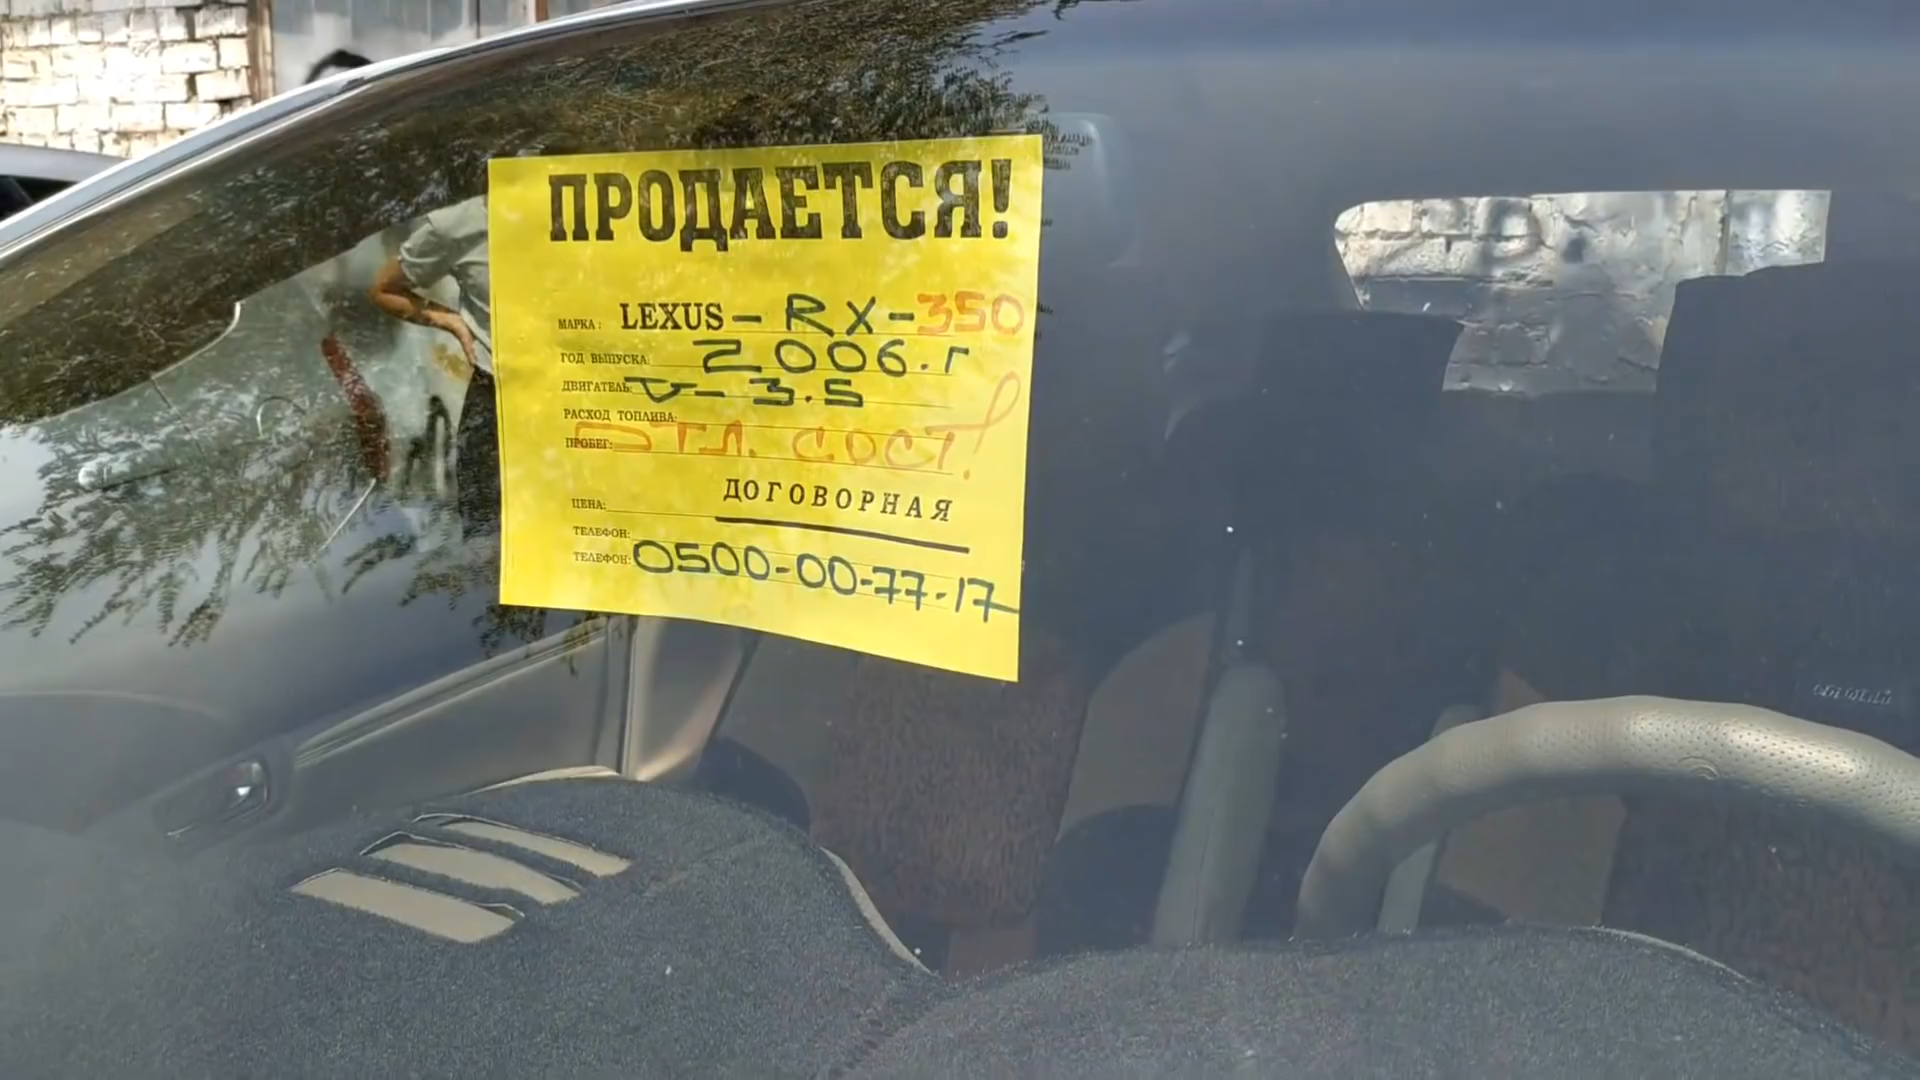 ПРОДАЕТСЯ!
МАРКА: LEXUS - RX-350
ГОД ВЫПУСКА: 2006.г
ДВИГАТЕЛЬ: V-3.5
РАСХОД ТОПЛИВА:
ПРОБЕГ: ОТЛ. СОСТ!
ЦЕНА: ДОГОВОРНАЯ
ТЕЛЕФОН:
ТЕЛЕФОН: 0500-00-77-17